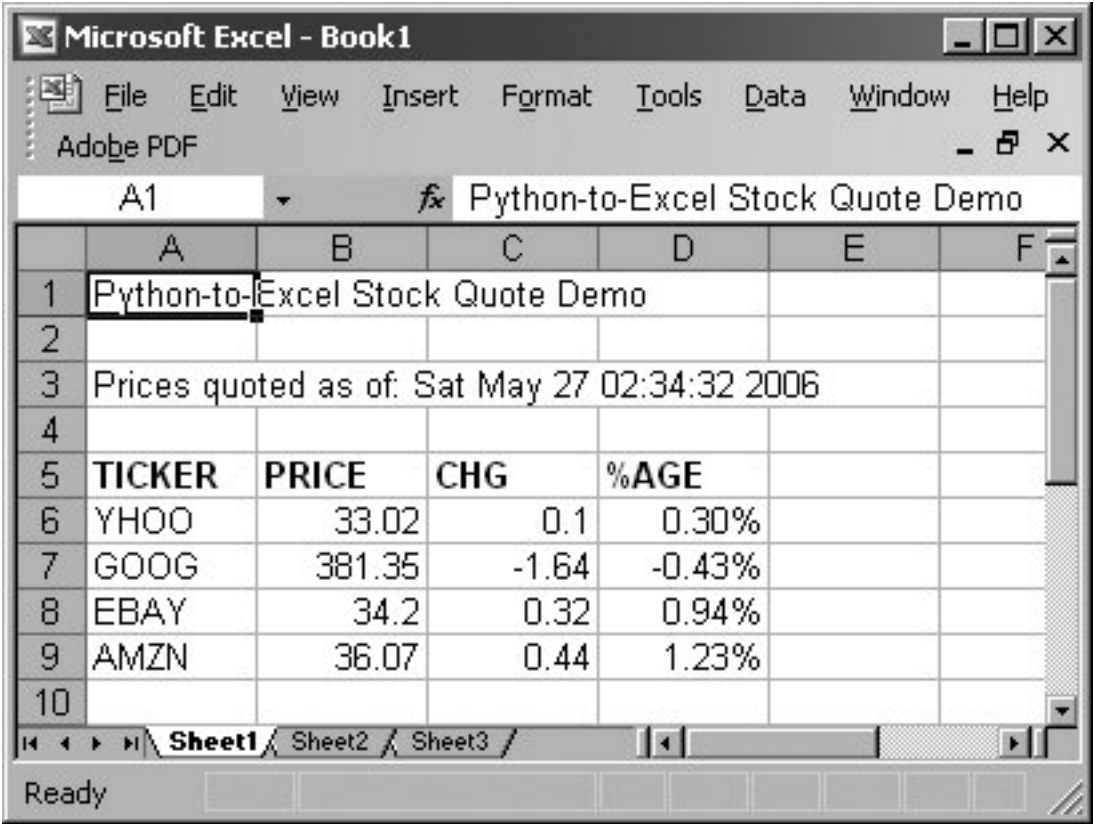 Microsoft Excel - Book1
File Edit View Insert Format Tools Data Window Help
Adobe PDF
A1 fx Python-to-Excel Stock Quote Demo
A B C D E F
1 Python-to-Excel Stock Quote Demo
2
3 Prices quoted as of: Sat May 27 02:34:32 2006
4
5 TICKER PRICE CHG %AGE
6 YHOO 33.02 0.1 0.30%
7 GOOG 381.35 -1.64 -0.43%
8 EBAY 34.2 0.32 0.94%
9 AMZN 36.07 0.44 1.23%
10
Sheet1 Sheet2 Sheet3
Ready